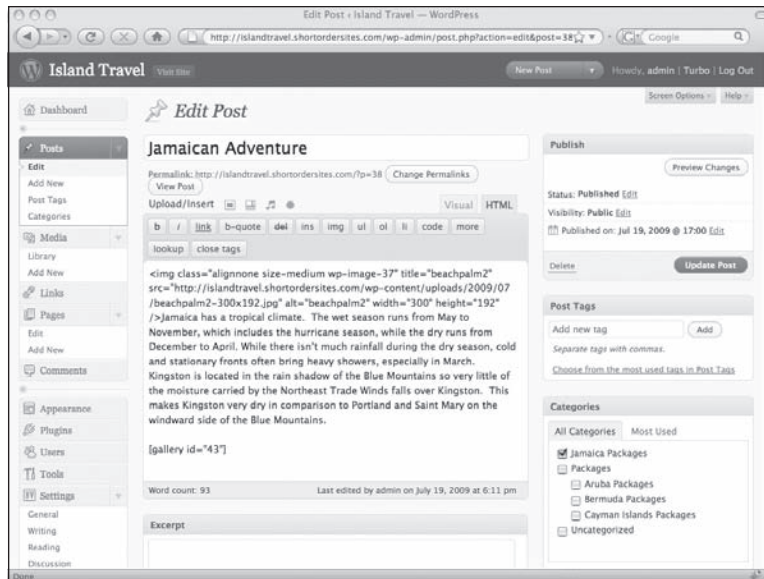 Edit Post ‹ Island Travel — WordPress
http://islandtravel.shortordersites.com/wp-admin/post.php?action=edit&post=38
Google
Island Travel
Visit Site
New Post
Howdy, admin | Turbo | Log Out
Screen Options
Help
Dashboard
Posts
Edit
Add New
Post Tags
Categories
Media
Library
Add New
Links
Pages
Edit
Add New
Comments
Appearance
Plugins
Users
Tools
Settings
General
Writing
Reading
Discussion
Edit Post
Jamaican Adventure
Permalink: http://islandtravel.shortordersites.com/?p=38 Change Permalinks
View Post
Upload/Insert
Visual HTML
b i link b-quote del ins img ul ol li code more
lookup close tags
<img class="alignnone size-medium wp-image-37" title="beachpalm2"
src="http://islandtravel.shortordersites.com/wp-content/uploads/2009/07
/beachpalm2-300x192.jpg" alt="beachpalm2" width="300" height="192"
/>Jamaica has a tropical climate. The wet season runs from May to
November, which includes the hurricane season, while the dry runs from
December to April. While there isn't much rainfall during the dry season, cold
and stationary fronts often bring heavy showers, especially in March.
Kingston is located in the rain shadow of the Blue Mountains so very little of
the moisture carried by the Northeast Trade Winds falls over Kingston. This
makes Kingston very dry in comparison to Portland and Saint Mary on the
windward side of the Blue Mountains.
[gallery id="43"]
Word count: 93
Last edited by admin on July 19, 2009 at 6:11 pm
Excerpt
Publish
Preview Changes
Status: Published Edit
Visibility: Public Edit
Published on: Jul 19, 2009 @ 17:00 Edit
Delete
Update Post
Post Tags
Add new tag
Add
Separate tags with commas.
Choose from the most used tags in Post Tags
Categories
All Categories Most Used
Jamaica Packages
Packages
Aruba Packages
Bermuda Packages
Cayman Islands Packages
Uncategorized
Done